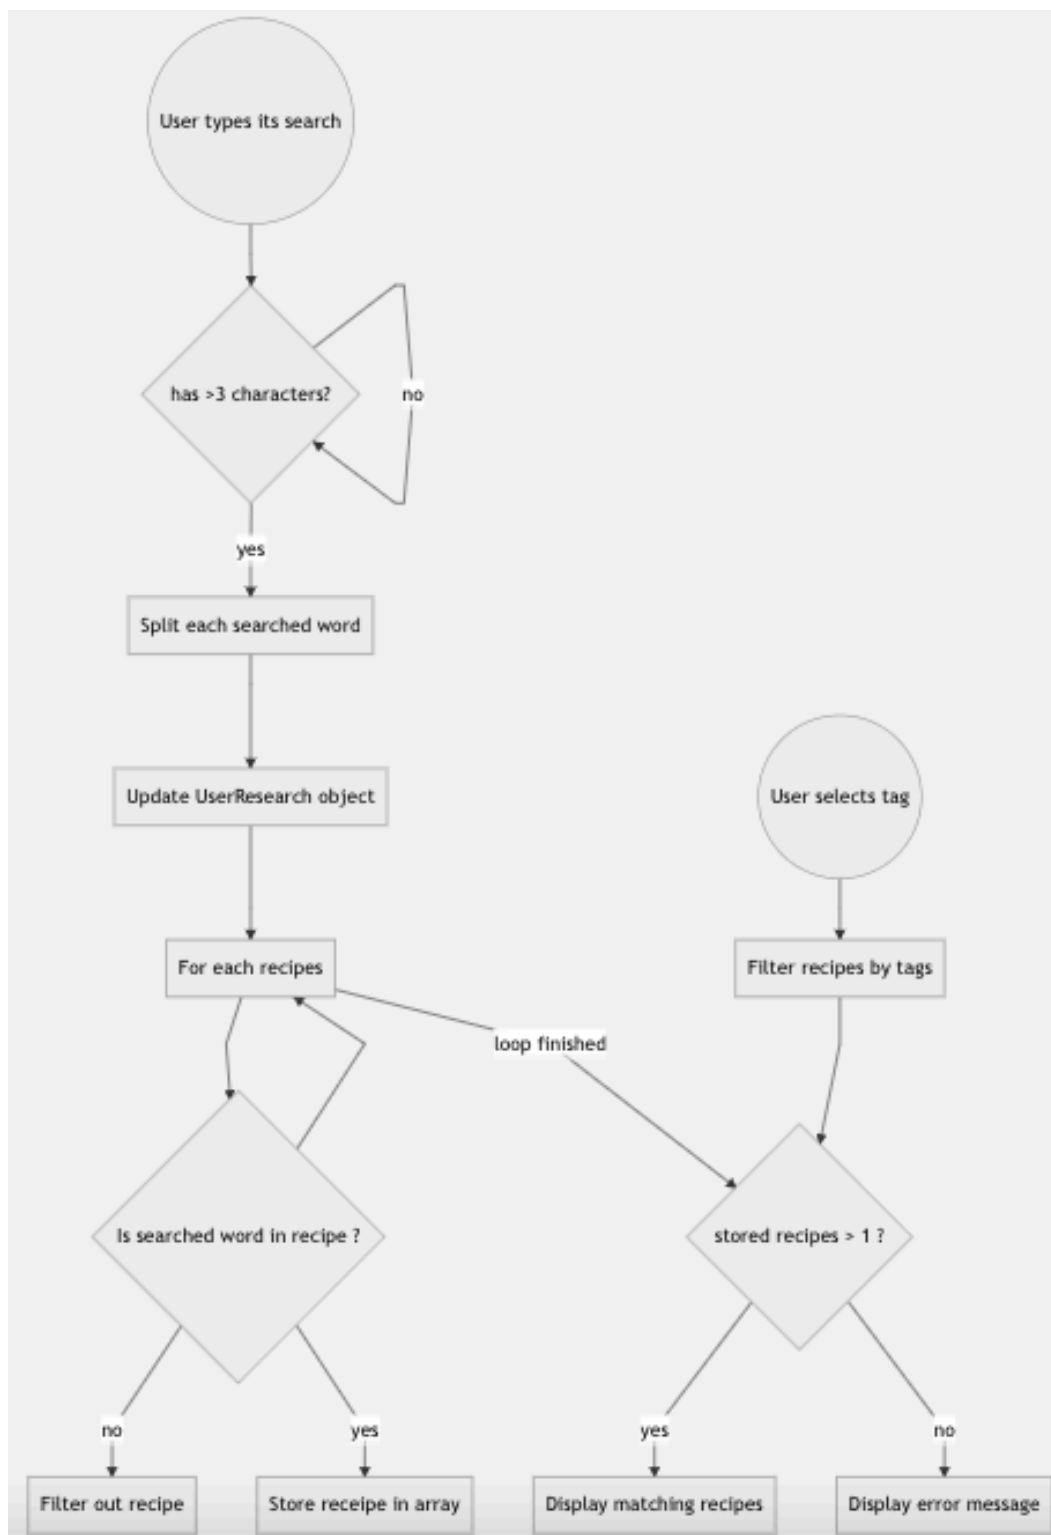 User types its search
has >3 characters?
no
yes
Split each searched word
Update UserResearch object
User selects tag
For each recipes
Filter recipes by tags
loop finished
Is searched word in recipe ?
stored recipes > 1 ?
no
yes
yes
no
Filter out recipe
Store receipe in array
Display matching recipes
Display error message